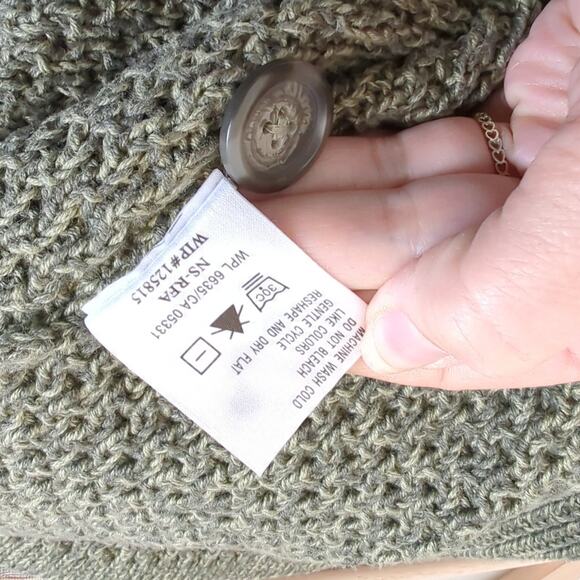 MACHINE WASH COLD
DO NOT BLEACH
LIKE COLORS
GENTLE CYCLE
RESHAPE AND DRY FLAT
30C
WPL 6635/CA 05331
NS-RFA
WIP#125815